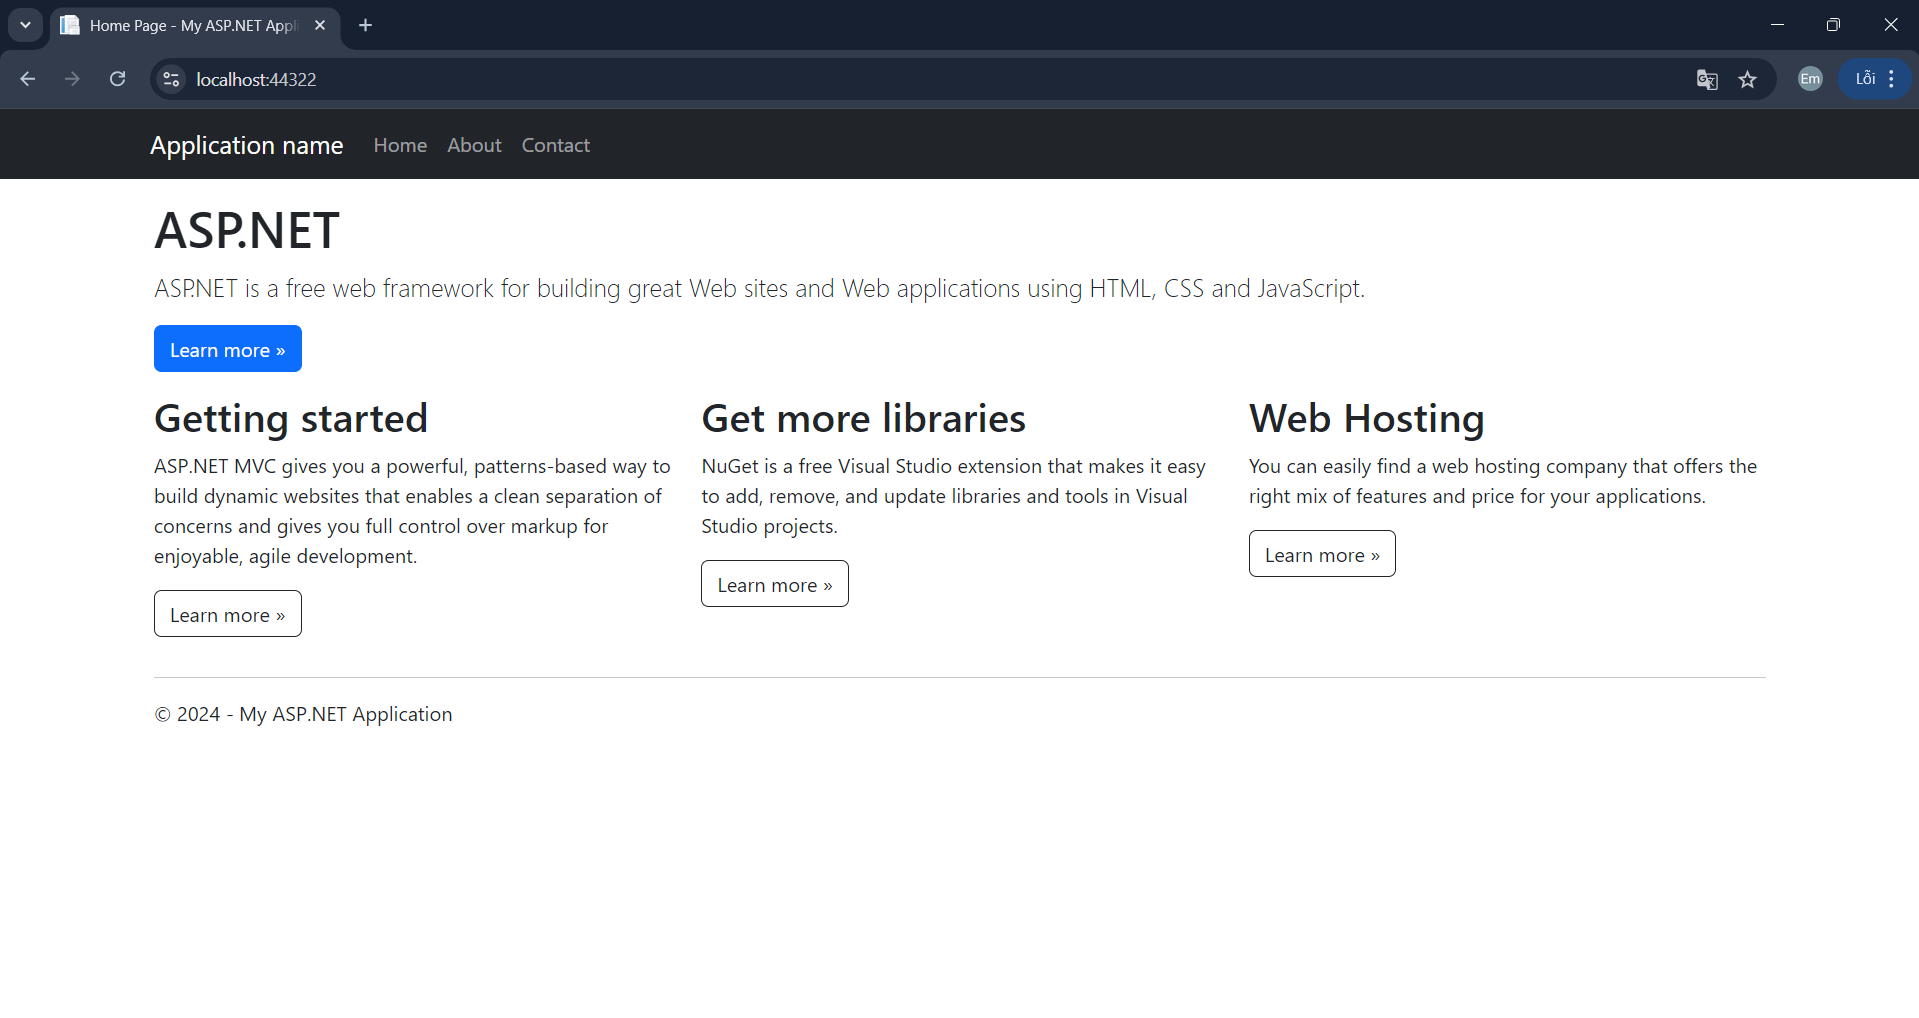 Home Page - My ASP.NET Appli
localhost:44322
Em
Lỗi
Application name
Home
About
Contact
ASP.NET
ASP.NET is a free web framework for building great Web sites and Web applications using HTML, CSS and JavaScript.
Learn more »
Getting started
ASP.NET MVC gives you a powerful, patterns-based way to
build dynamic websites that enables a clean separation of
concerns and gives you full control over markup for
enjoyable, agile development.
Learn more »
Get more libraries
NuGet is a free Visual Studio extension that makes it easy
to add, remove, and update libraries and tools in Visual
Studio projects.
Learn more »
Web Hosting
You can easily find a web hosting company that offers the
right mix of features and price for your applications.
Learn more »
© 2024 - My ASP.NET Application